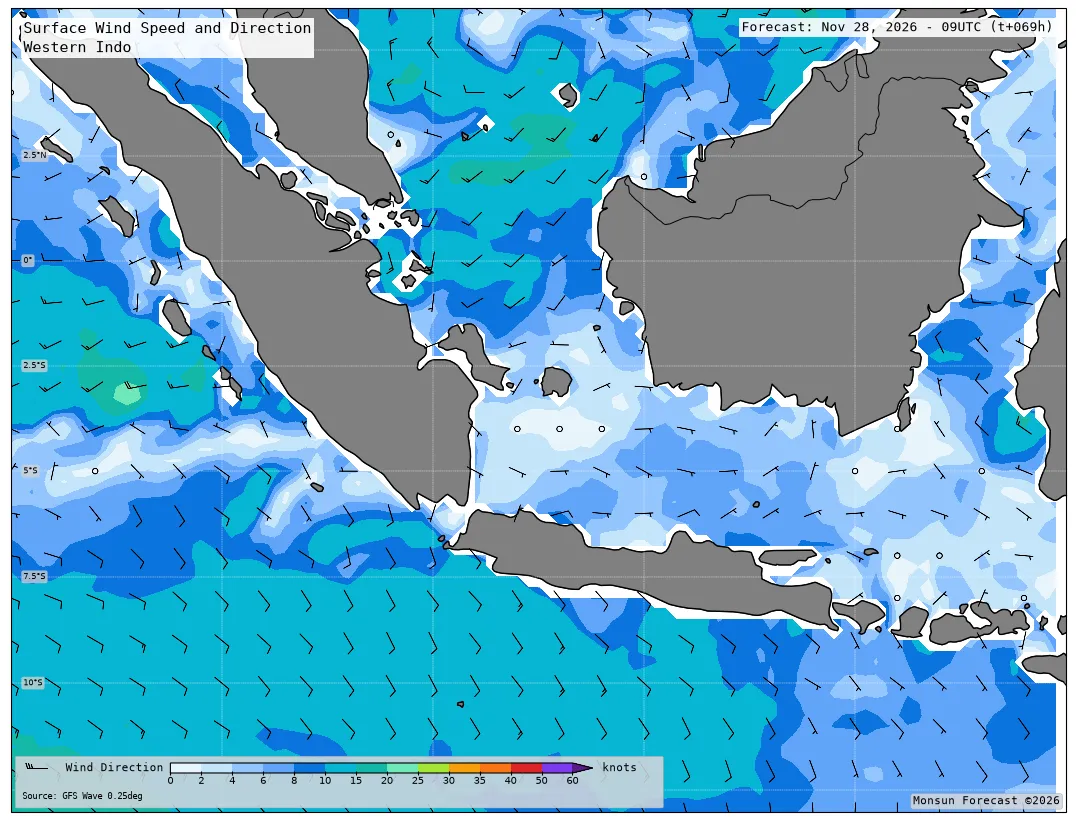 Surface Wind Speed and Direction
Western Indo
Forecast: Nov 28, 2026 - 09UTC (t+069h)
2.5°N
0°
2.5°S
5°S
7.5°S
10°S
Wind Direction
0 2 4 6 8 10 15 20 25 30 35 40 50 60
knots
Source: GFS Wave 0.25deg
Monsun Forecast ©2026